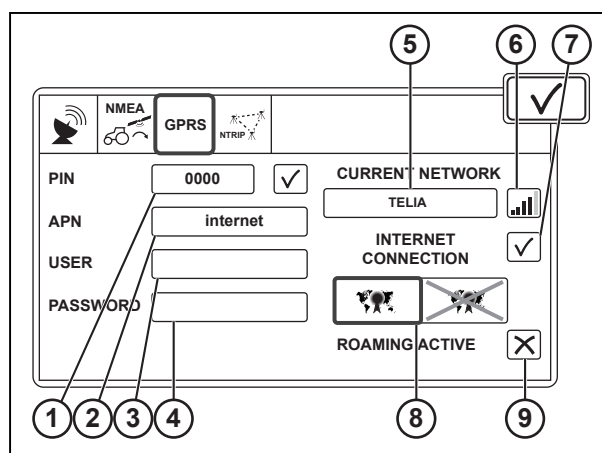 5 6 7
NMEA
GPRS
NTRIP
PIN 0000
CURRENT NETWORK
TELIA
APN internet
INTERNET
CONNECTION
USER
PASSWORD
ROAMING ACTIVE
1 2 3 4 8 9